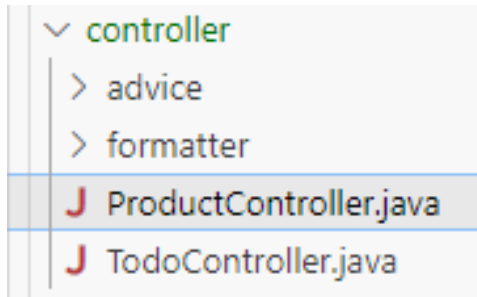 controller
advice
formatter
J ProductController.java
J TodoController.java